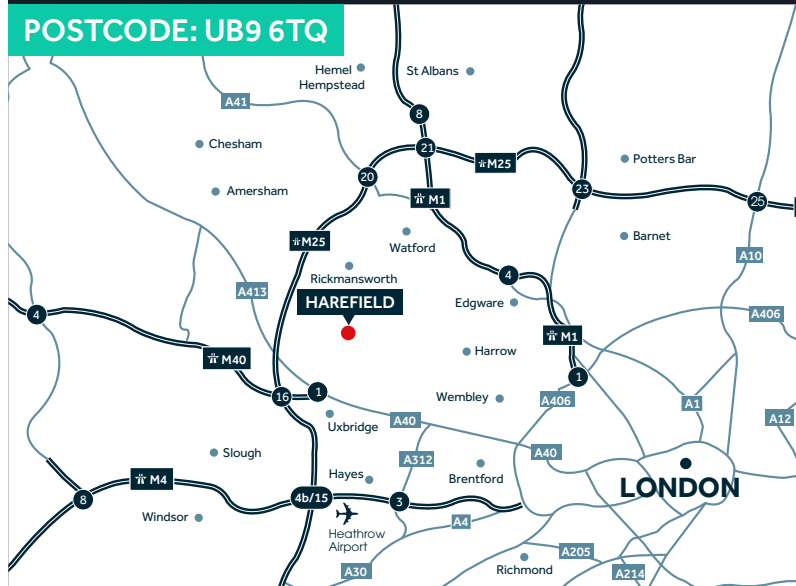 POSTCODE: UB9 6TQ
Hemel
Hempstead
St Albans
A41
8
Chesham
21
M25
Potters Bar
20
Amersham
M1
23
25
Watford
Barnet
M25
A10
Rickmansworth
4
A413
HAREFIELD
Edgware
4
A406
M1
Harrow
M40
1
16
1
Wembley
A406
A1
Uxbridge
A40
A12
Slough
A312
A40
Hayes
Brentford
M4
LONDON
8
4b/15
3
Windsor
Heathrow
Airport
A4
A205
Richmond
A30
A214